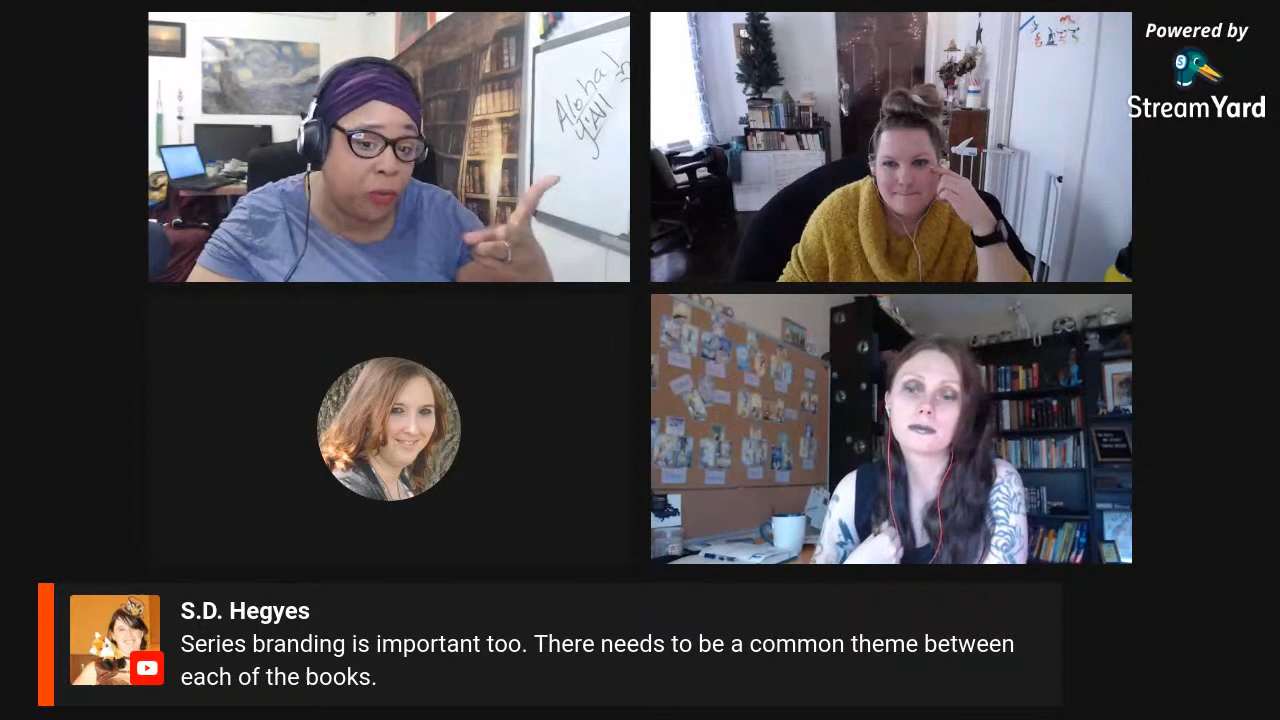 Powered by
StreamYard
Aloha
y'All
S.D. Hegyes
Series branding is important too. There needs to be a common theme between
each of the books.